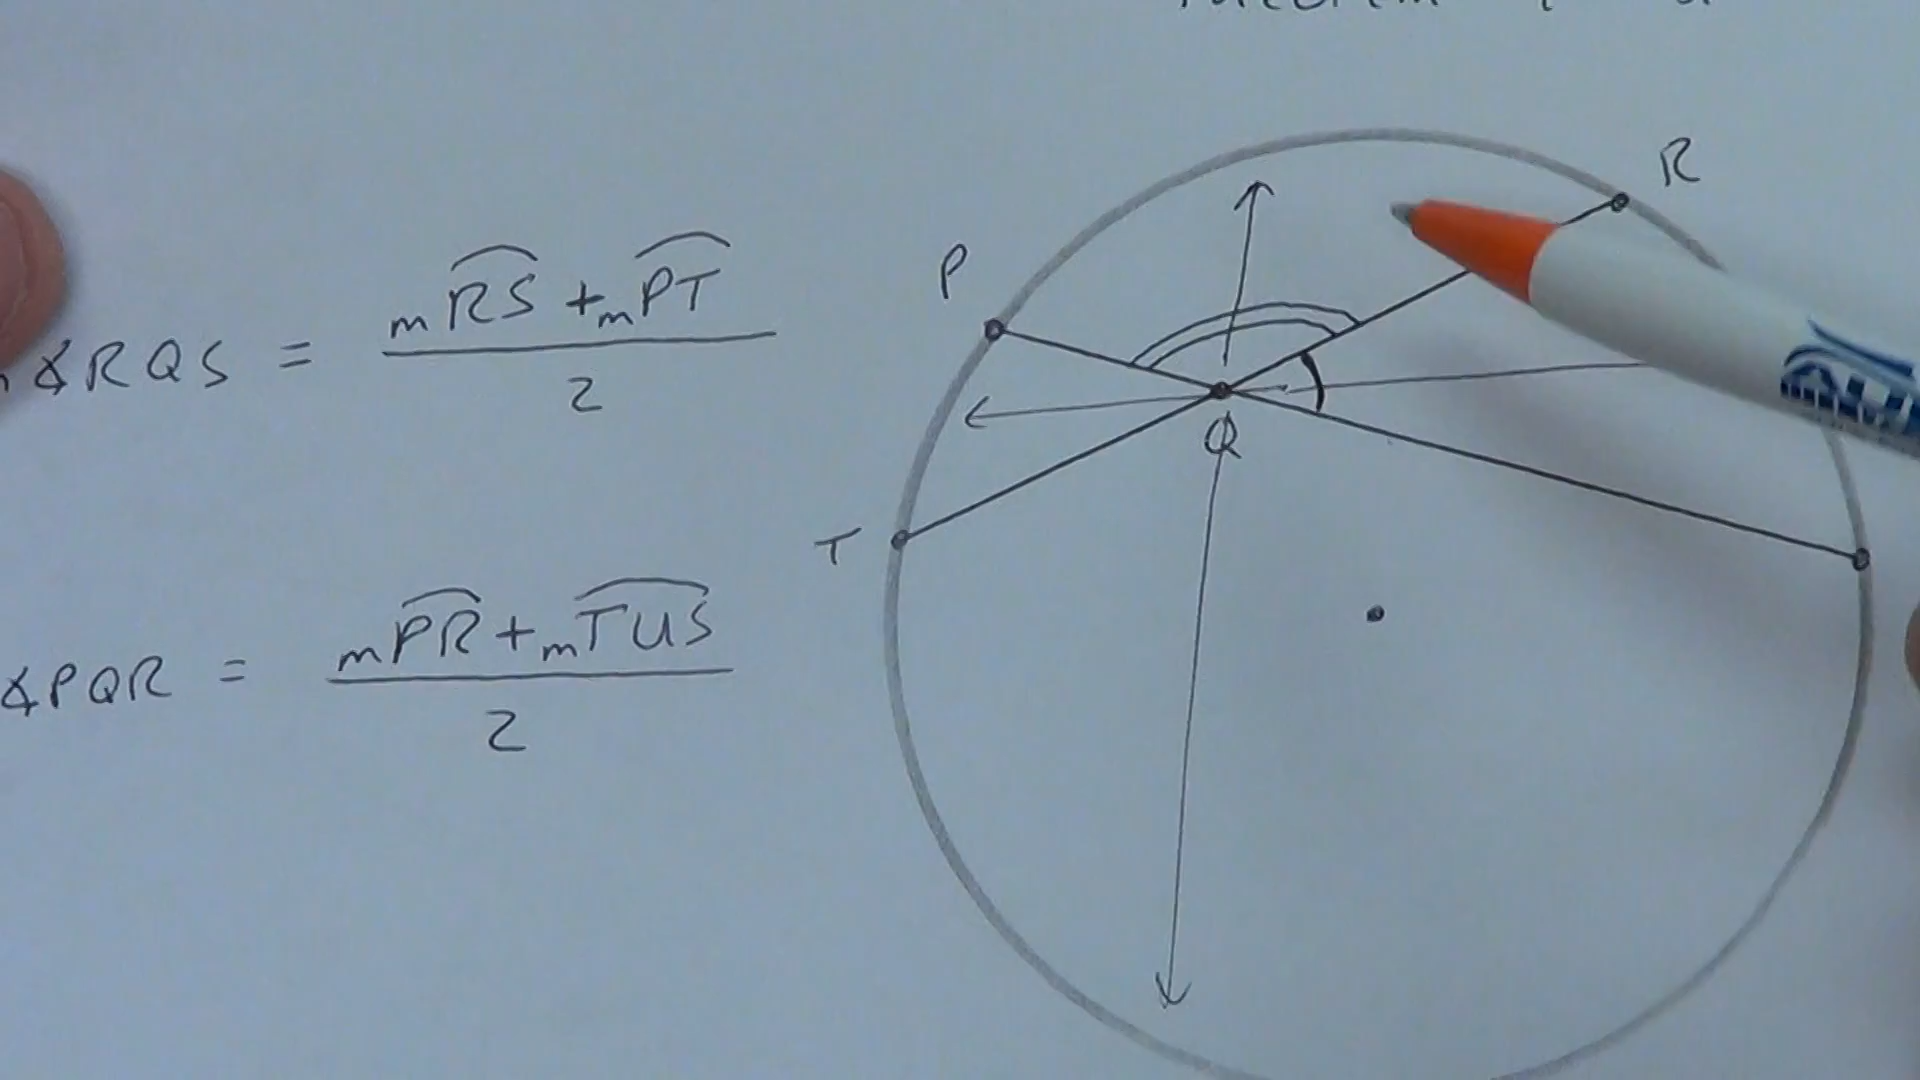 R
P
m∡RQS = (mRS⌢ + mPT⌢) / 2
Q
T
∡PQR = (mPR⌢ + mTUS⌢) / 2